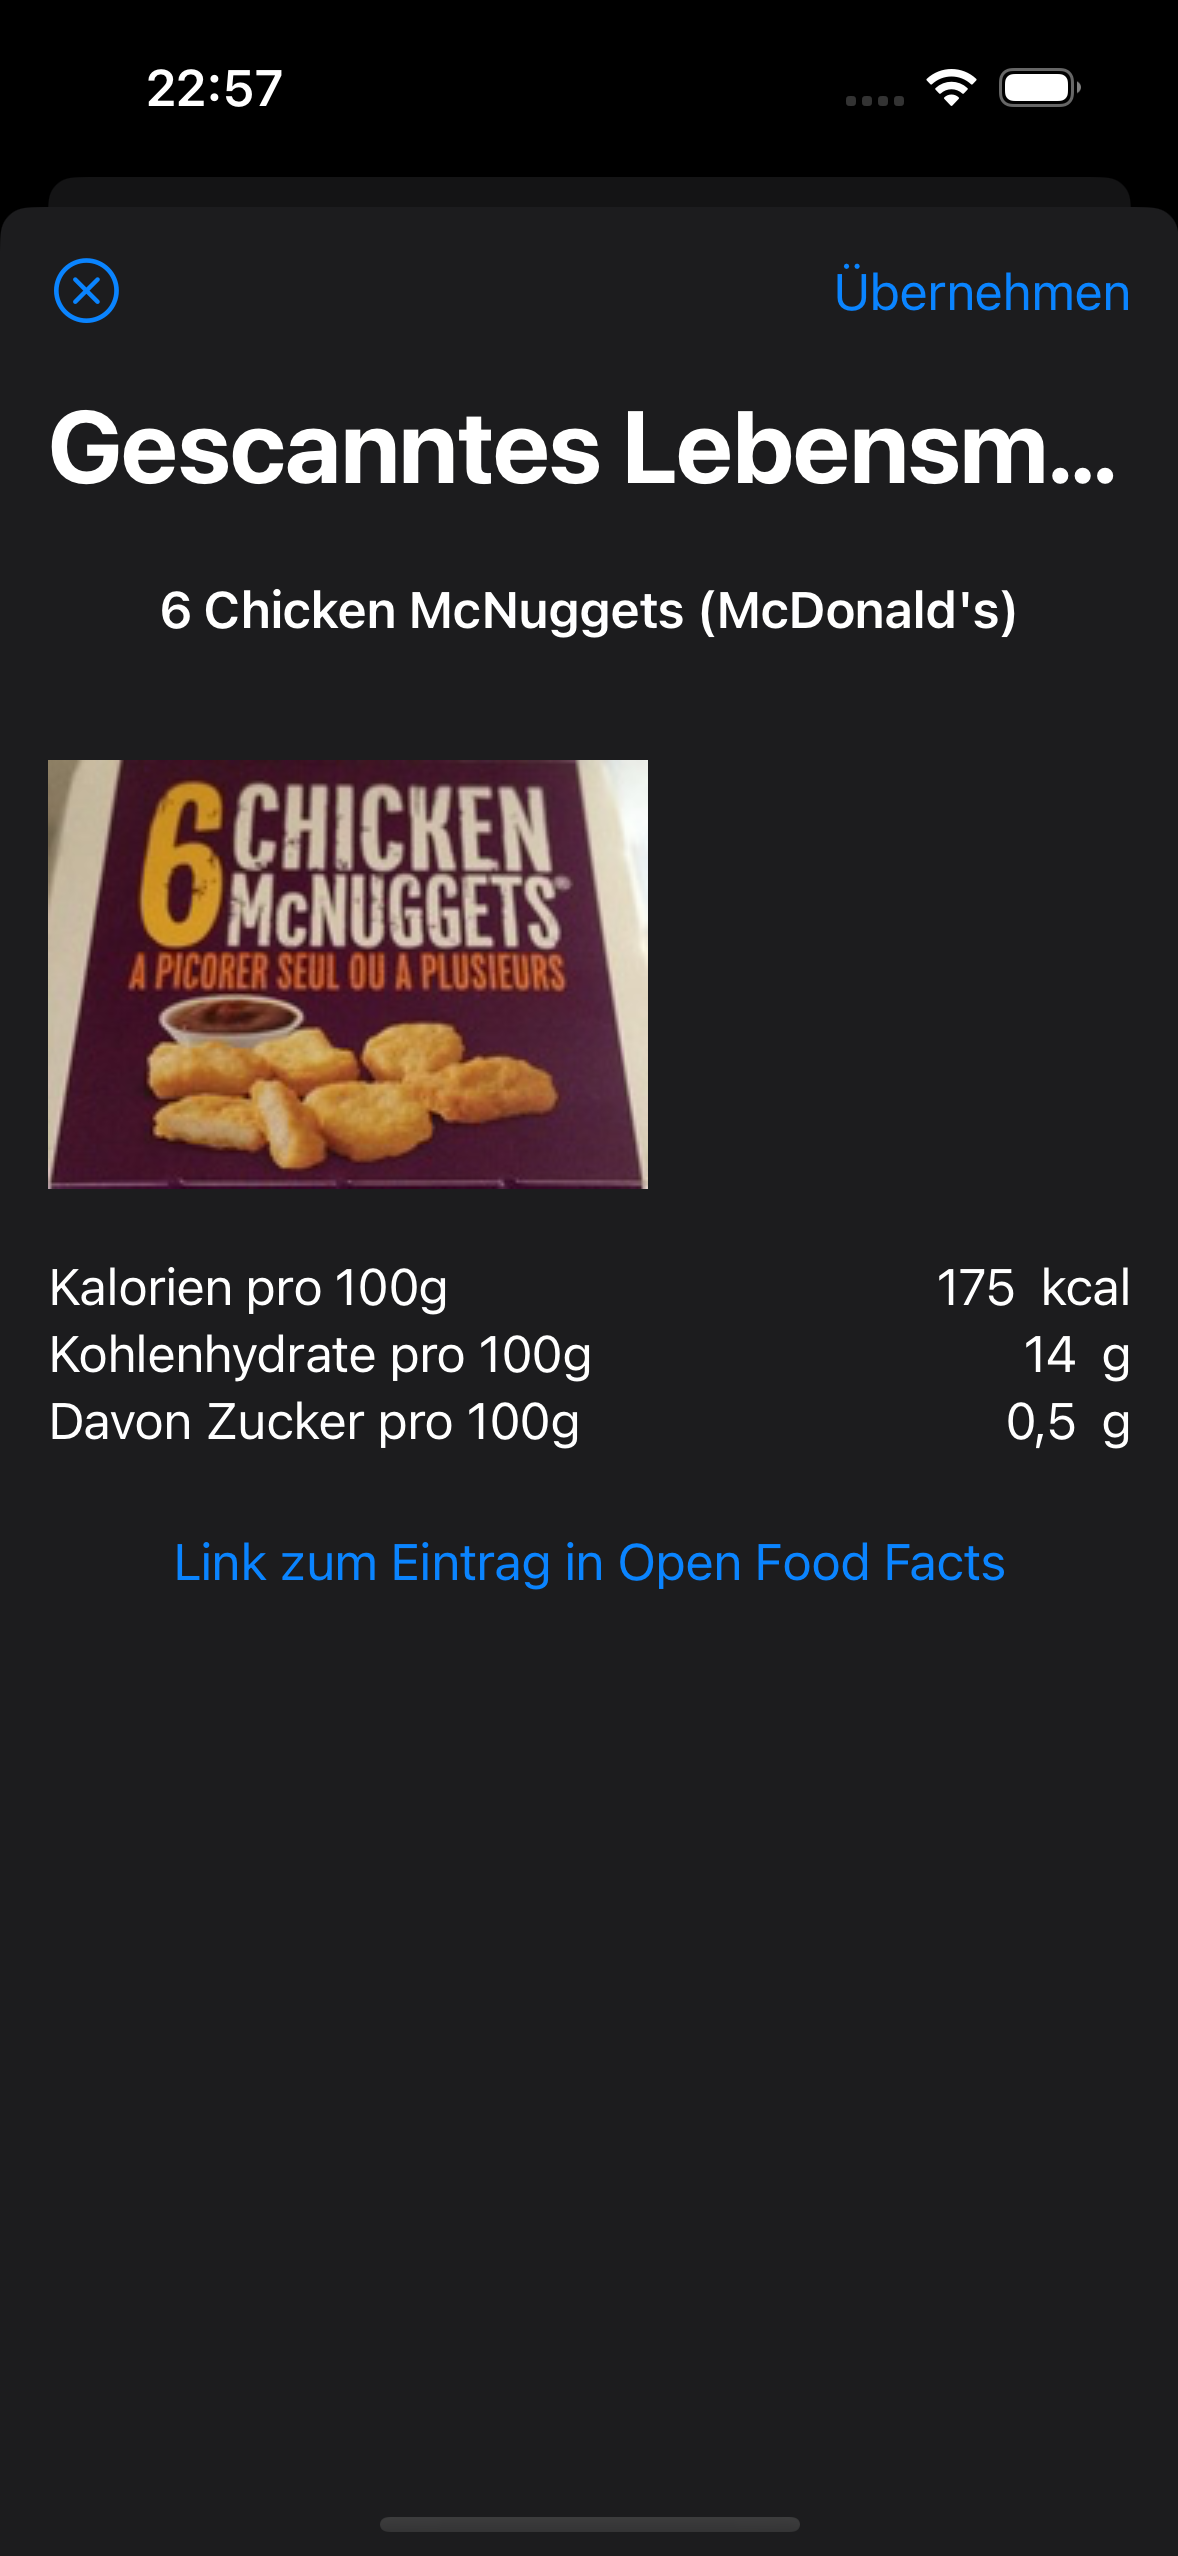 22:57
Übernehmen
Gescanntes Lebensm...
6 Chicken McNuggets (McDonald's)
6 CHICKEN
McNUGGETS®
A PICORER SEUL OU A PLUSIEURS
Kalorien pro 100g 175 kcal
Kohlenhydrate pro 100g 14 g
Davon Zucker pro 100g 0,5 g
Link zum Eintrag in Open Food Facts